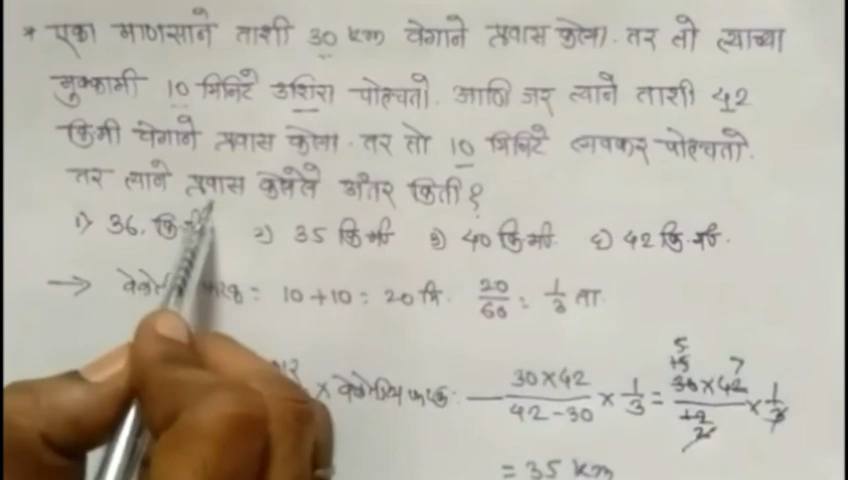 * एका माणसाने ताशी 30 km वेगाने प्रवास केला. तर तो त्याच्या
मुक्कामी 10 मिनिटे उशिरा पोहचतो. आणि जर त्याने ताशी 42
किमी वेगाने प्रवास केला. तर तो 10 मिनिटे लवकर पोहचतो.
तर त्याने प्रवास केलेले अंतर किती?
1) 36. कि 2) 35 कि मी 3) 40 कि.मी. 4) 42 कि.मी.
→ = 10+10 = 20 मि. 20/60 = 1/3 ता.
× वेळेतील फरक = 30×42/42-30 × 1/3 = 30×42/12 × 1/3
= 35 km